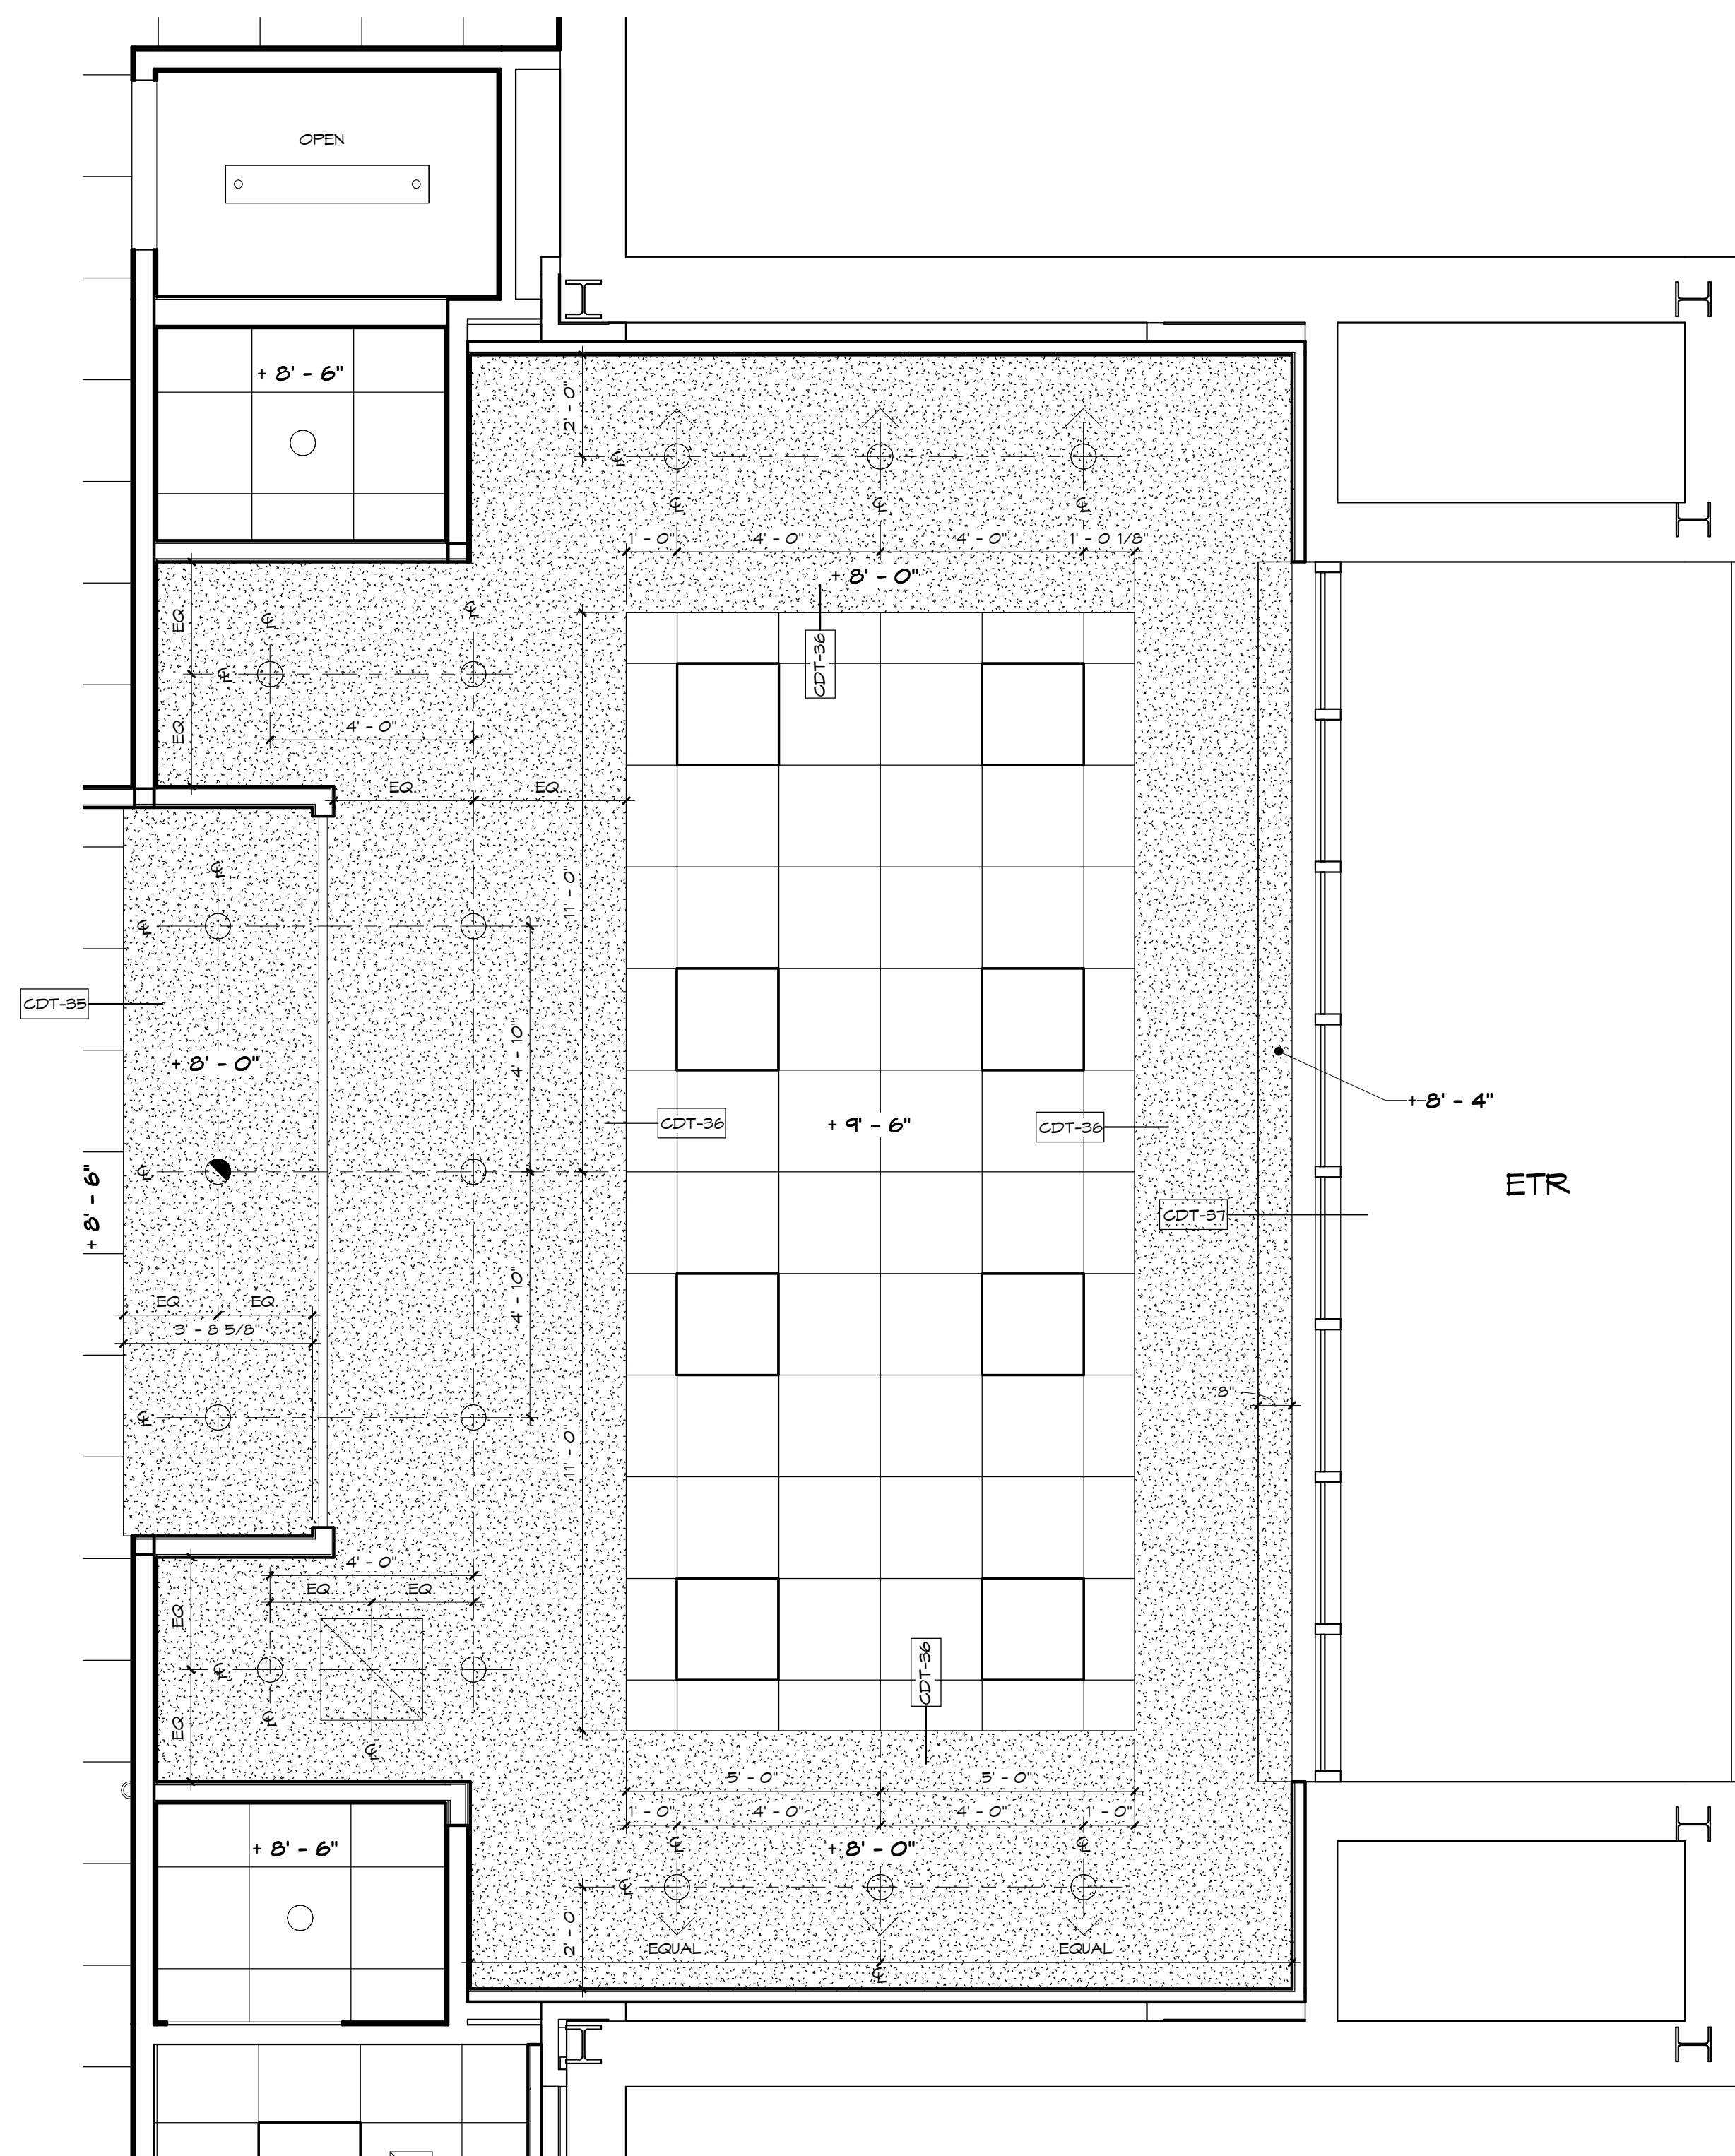 OPEN
+ 8' - 6"
2' - 0"
℄
℄ ℄ ℄
1' - 0" 4' - 0" 4' - 0" 1' - 0 1/8"
+ 8' - 0"
CDT-36
EQ
℄ ℄
℄
EQ
4' - 0"
EQ EQ
11' - 0"
℄
℄
CDT-35
4' - 10"
+ 8' - 0"
+ 8' - 4"
CDT-36
+ 9' - 6"
CDT-36
℄
+ 8' - 6"
ETR
CDT-37
4' - 10"
EQ EQ
3' - 8 5/8"
8"
℄
11' - 0"
4' - 0"
EQ EQ
EQ
℄
CDT-36
℄
EQ
℄
5' - 0" 5' - 0"
1' - 0" 4' - 0" 4' - 0" 1' - 0"
℄ ℄
+ 8' - 6"
+ 8' - 0"
℄
2' - 0"
EQUAL EQUAL
℄